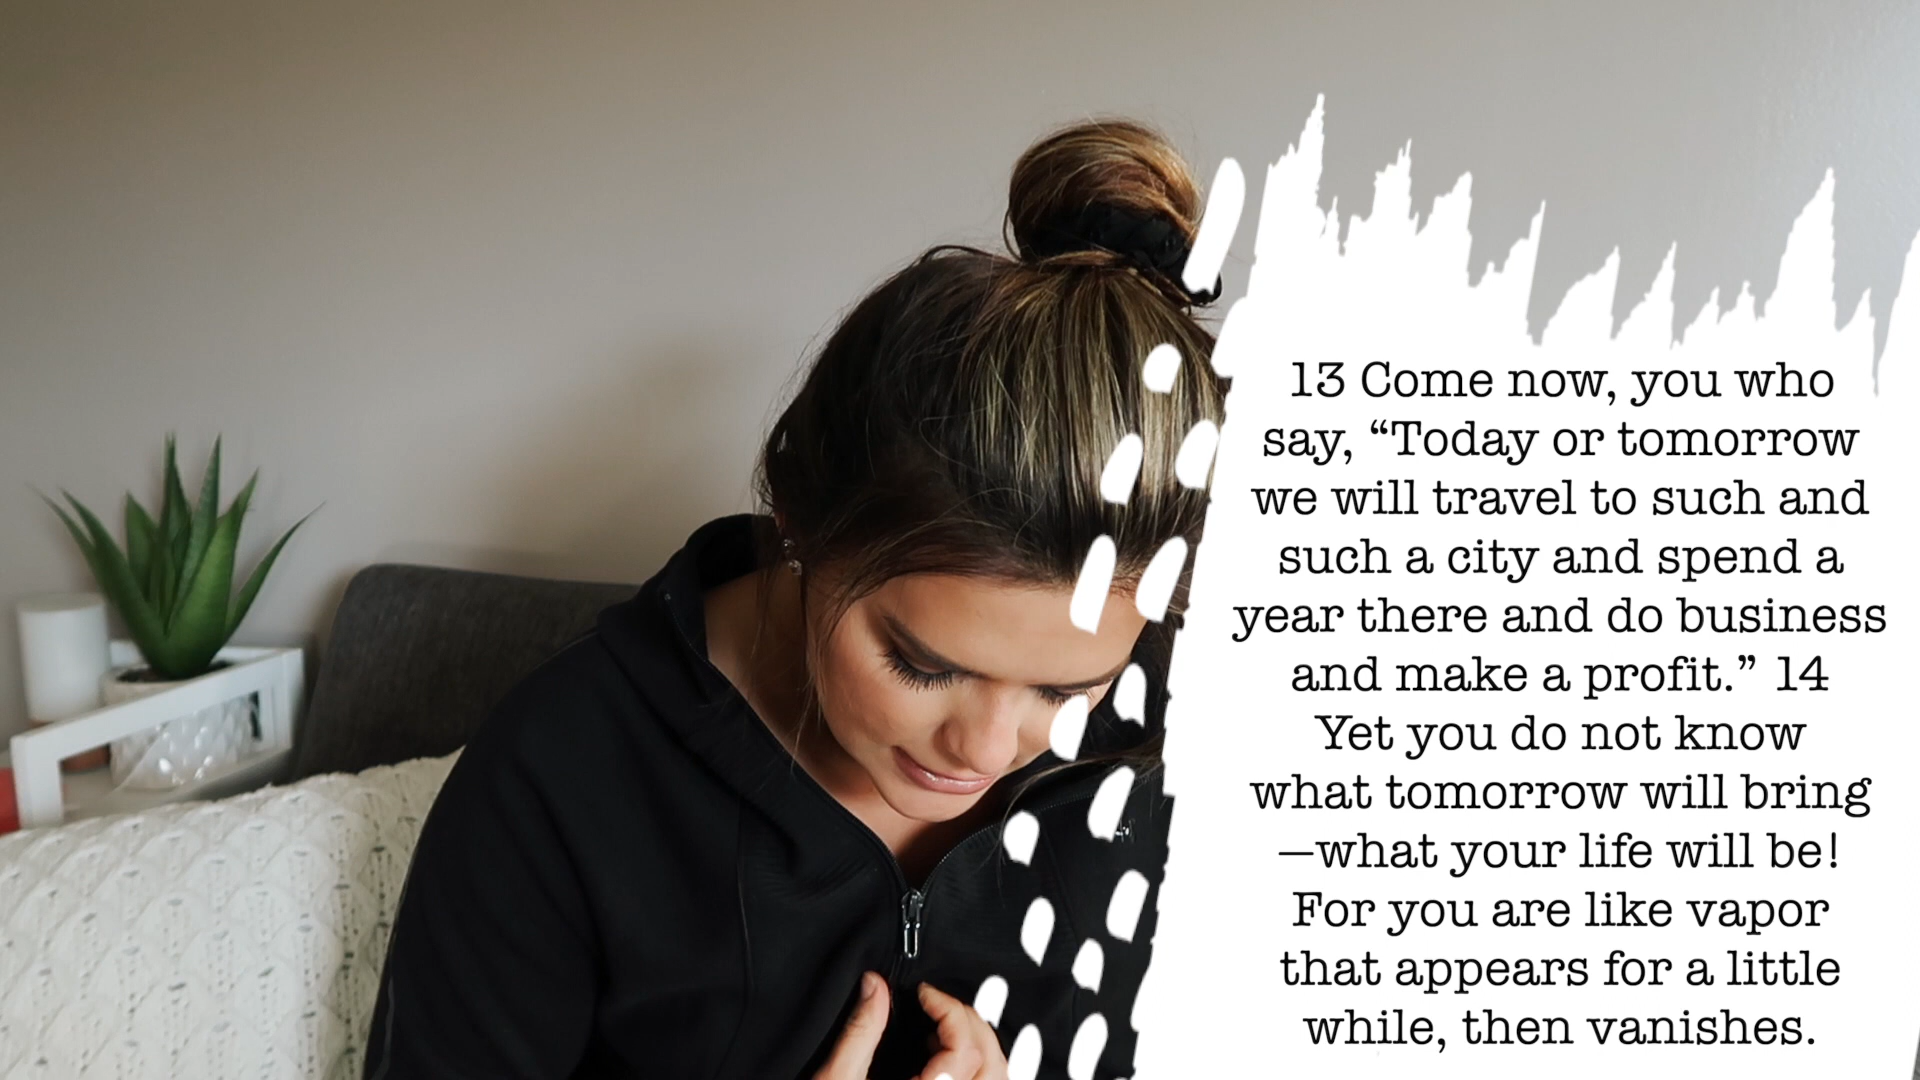 13 Come now, you who
say, “Today or tomorrow
we will travel to such and
such a city and spend a
year there and do business
and make a profit.” 14
Yet you do not know
what tomorrow will bring
—what your life will be!
For you are like vapor
that appears for a little
while, then vanishes.